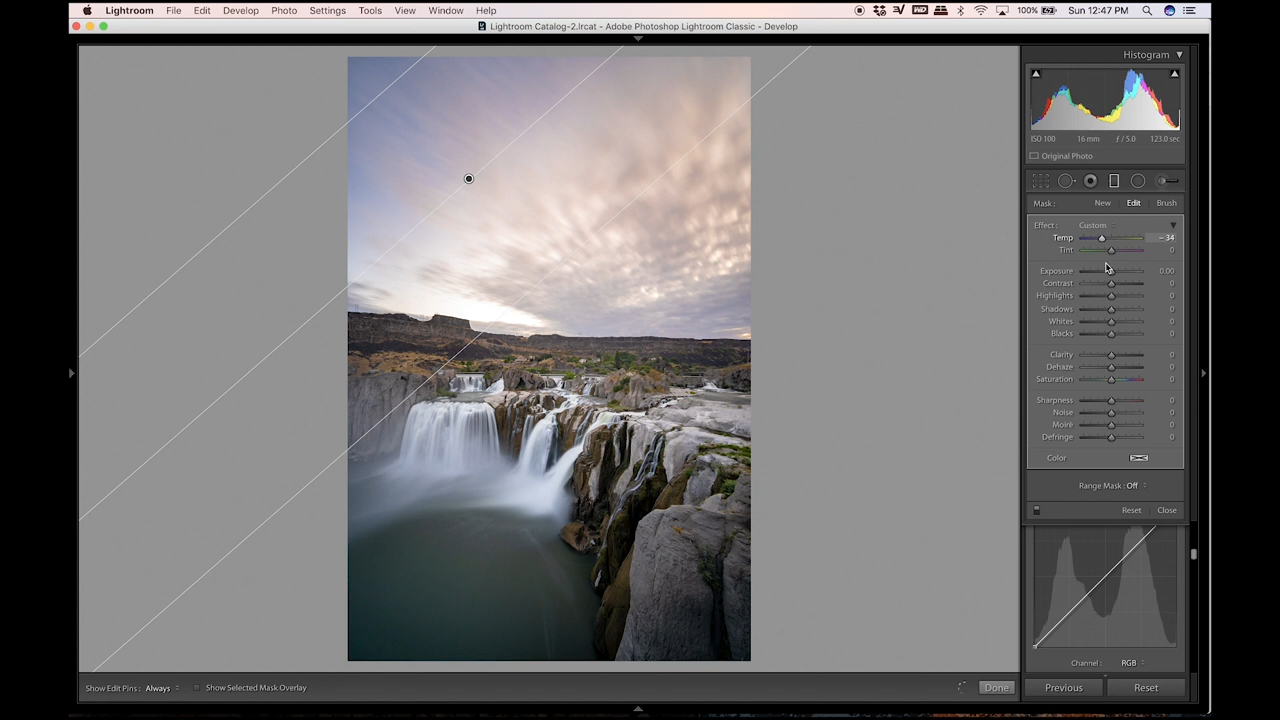 Lightroom File Edit Develop Photo Settings Tools View Window Help 100% Sun 12:47 PM
Lightroom Catalog-2.lrcat - Adobe Photoshop Lightroom Classic - Develop
Histogram
ISO 100 16 mm ƒ / 5.0 123.0 sec
Original Photo
Mask : New Edit Brush
Effect : Custom
Temp – 34
Tint 0
Exposure 0.00
Contrast 0
Highlights 0
Shadows 0
Whites 0
Blacks 0
Clarity 0
Dehaze 0
Saturation 0
Sharpness 0
Noise 0
Moiré 0
Defringe 0
Color
Range Mask : Off
Reset Close
Channel : RGB
Show Edit Pins : Always Show Selected Mask Overlay Done Previous Reset